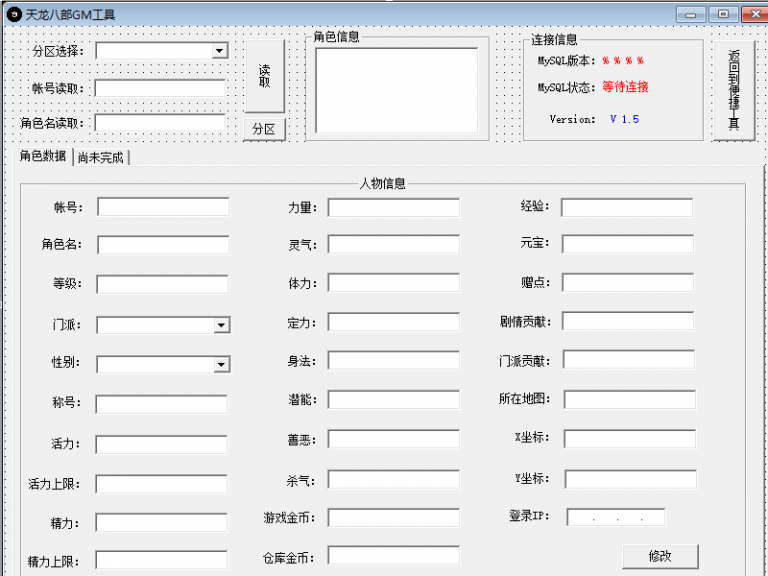 天龙八部GM工具
分区选择:
帐号读取:
角色名读取:
读取
分区
角色信息
连接信息
MySQL版本: % % % %
MySQL状态: 等待连接
Version: V 1.5
返回到便捷工具
角色数据
尚未完成
人物信息
帐号:
角色名:
等级:
门派:
性别:
称号:
活力:
活力上限:
精力:
精力上限:
力量:
灵气:
体力:
定力:
身法:
潜能:
善恶:
杀气:
游戏金币:
仓库金币:
经验:
元宝:
赠点:
剧情贡献:
门派贡献:
所在地图:
X坐标:
Y坐标:
登录IP: . . .
修改